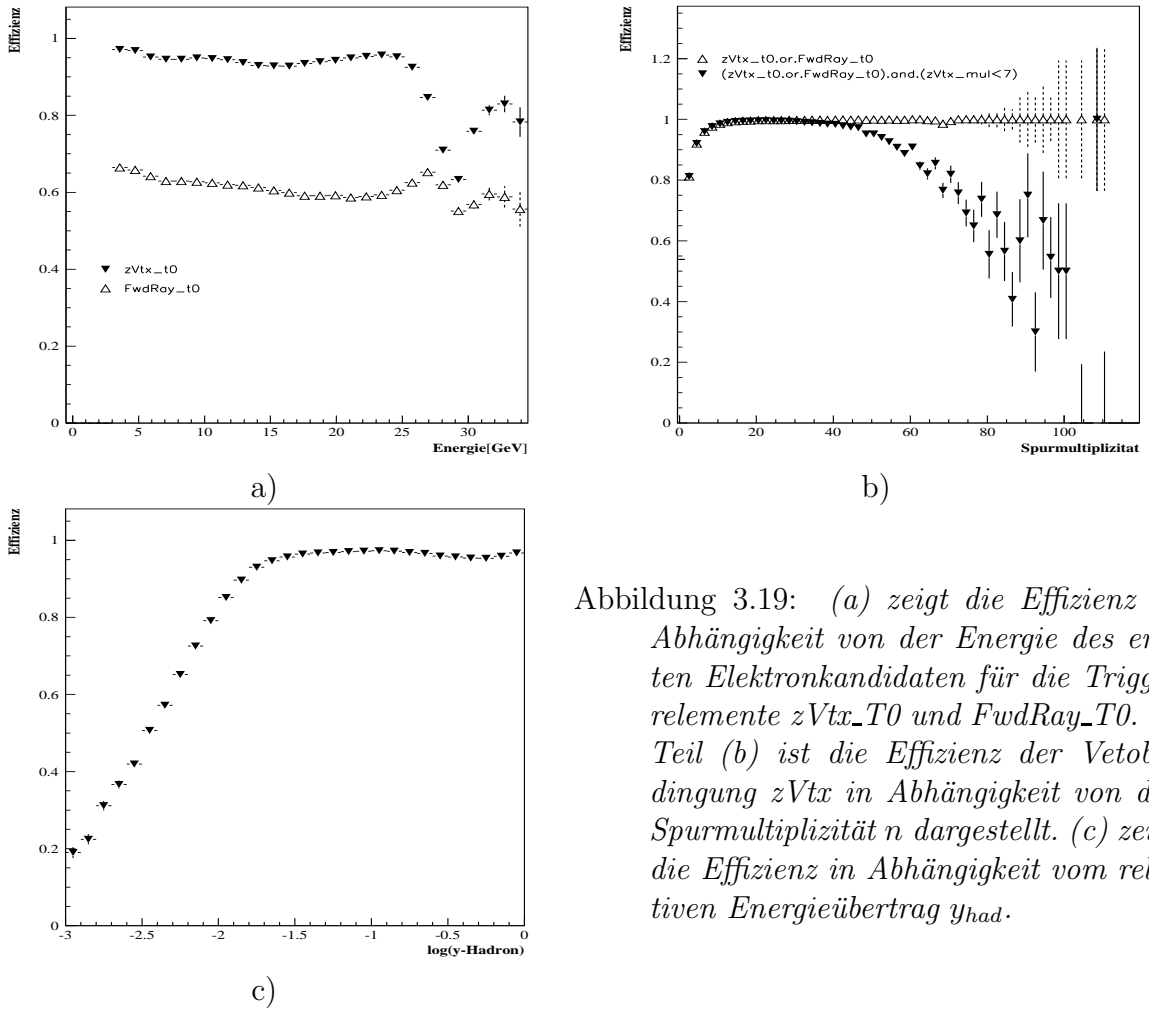 Effizienz
1
0.8
0.6
0.4
0.2
0
zVtx_t0
FwdRay_t0
0 5 10 15 20 25 30
Energie[GeV]
a)
Effizienz
1.2
1
0.8
0.6
0.4
0.2
0
zVtx_t0.or.FwdRay_t0
(zVtx_t0.or.FwdRay_t0).and.(zVtx_mul<7)
0 20 40 60 80 100
Spurmultiplizitat
b)
Effizienz
1
0.8
0.6
0.4
0.2
0
-3 -2.5 -2 -1.5 -1 -0.5 0
log(y-Hadron)
c)
Abbildung 3.19: (a) zeigt die Effizienz
Abhängigkeit von der Energie des er
ten Elektronkandidaten für die Trigg
relemente zVtx_T0 und FwdRay_T0.
Teil (b) ist die Effizienz der Vetob
dingung zVtx in Abhängigkeit von d
Spurmultiplizität n dargestellt. (c) zei
die Effizienz in Abhängigkeit vom rel
tiven Energieübertrag yhad.